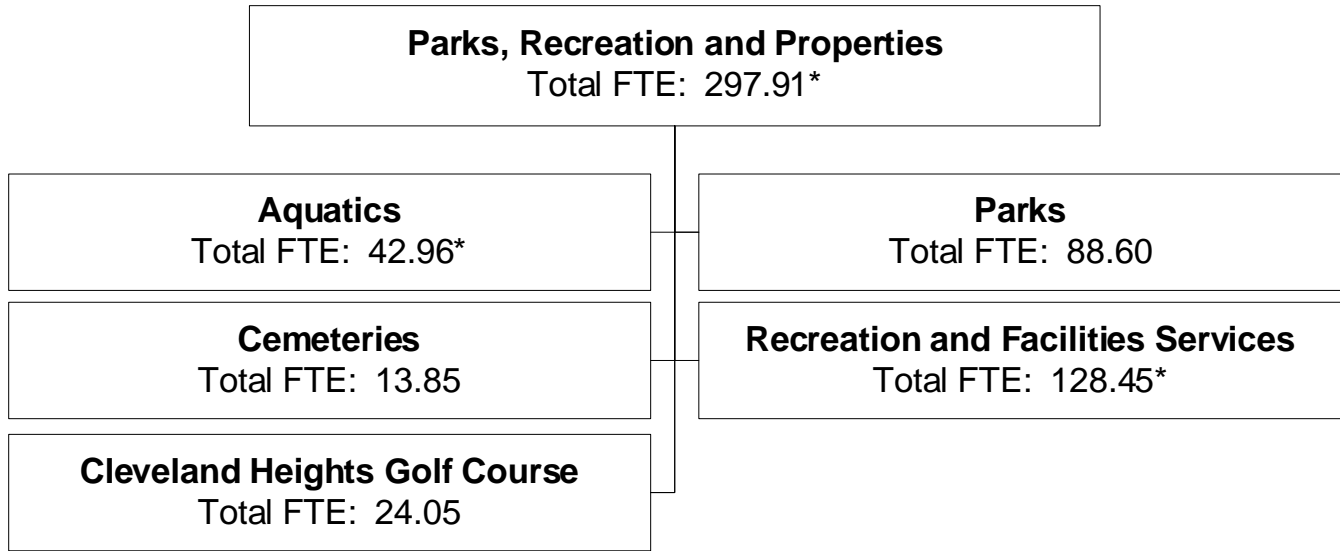 Parks, Recreation and Properties
Total FTE: 297.91*
Aquatics
Total FTE: 42.96*
Parks
Total FTE: 88.60
Cemeteries
Total FTE: 13.85
Recreation and Facilities Services
Total FTE: 128.45*
Cleveland Heights Golf Course
Total FTE: 24.05